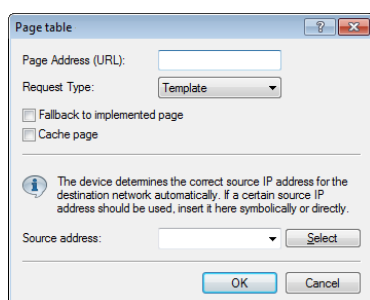 Page table
Page Address (URL):
Request Type:
Template
Fallback to implemented page
Cache page
The device determines the correct source IP address for the
destination network automatically. If a certain source IP
address should be used, insert it here symbolically or directly.
Source address:
Select
OK
Cancel